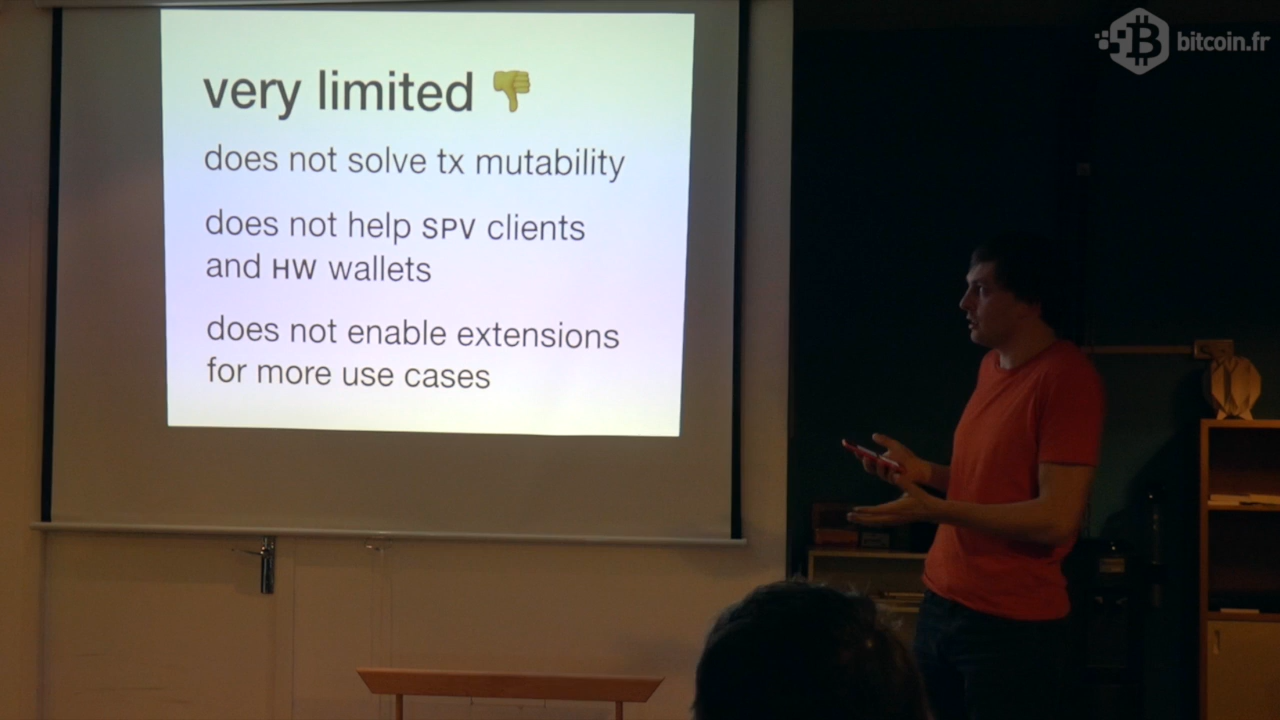 bitcoin.fr
very limited 👎
does not solve tx mutability
does not help SPV clients
and HW wallets
does not enable extensions
for more use cases